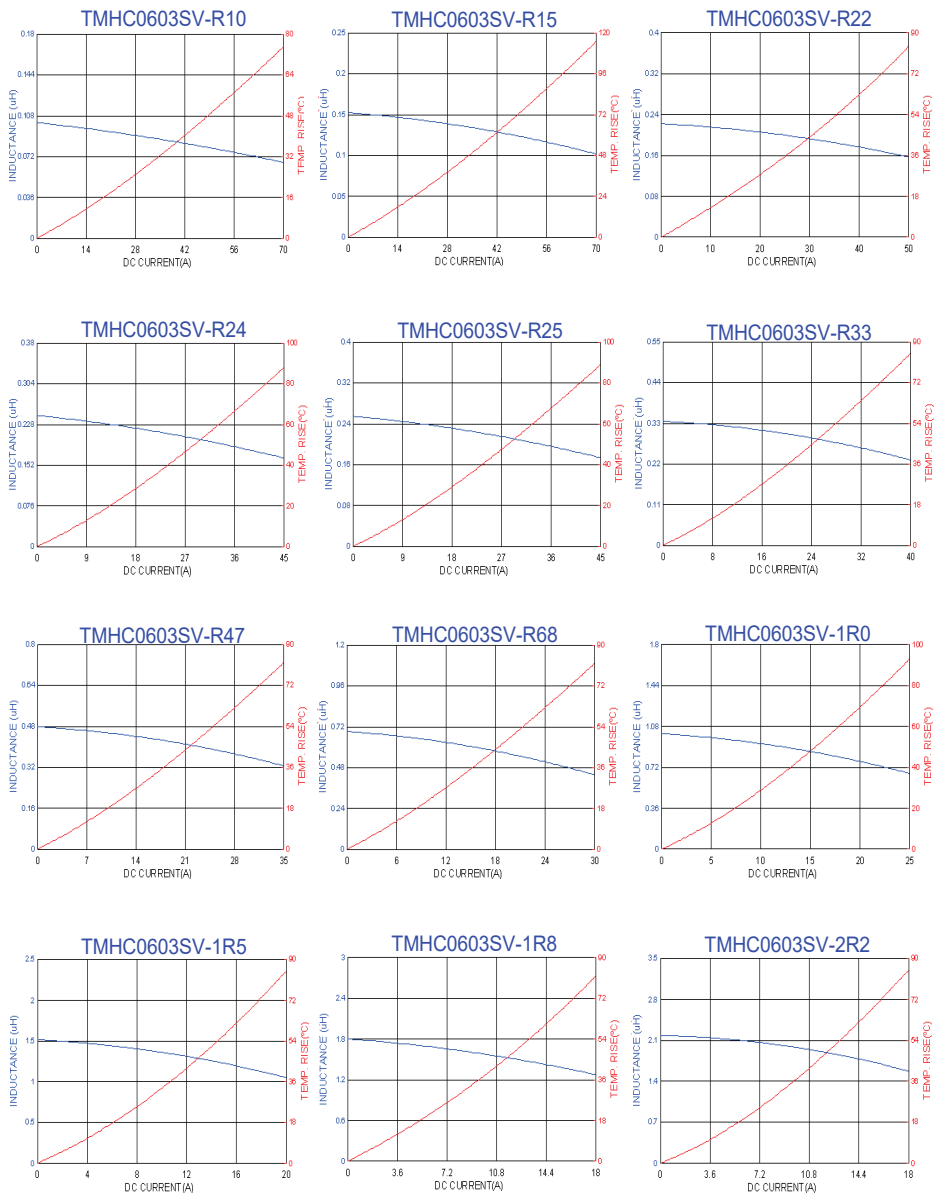 TMHC0603SV-R10
0.18
0.144
0.108
0.072
0.036
0
80
64
48
32
16
0
0 14 28 42 56 70
INDUCTANCE (uH)
TEMP. RISE(ºC)
DC CURRENT(A)
TMHC0603SV-R15
0.25
0.2
0.15
0.1
0.05
0
120
96
72
48
24
0
0 14 28 42 56 70
INDUCTANCE (uH)
TEMP. RISE(ºC)
DC CURRENT(A)
TMHC0603SV-R22
0.4
0.32
0.24
0.16
0.08
0
90
72
54
36
18
0
0 10 20 30 40 50
INDUCTANCE (uH)
TEMP. RISE(ºC)
DC CURRENT(A)
TMHC0603SV-R24
0.38
0.304
0.228
0.152
0.076
0
100
80
60
40
20
0
0 9 18 27 36 45
INDUCTANCE (uH)
TEMP. RISE(ºC)
DC CURRENT(A)
TMHC0603SV-R25
0.4
0.32
0.24
0.16
0.08
0
100
80
60
40
20
0
0 9 18 27 36 45
INDUCTANCE (uH)
TEMP. RISE(ºC)
DC CURRENT(A)
TMHC0603SV-R33
0.55
0.44
0.33
0.22
0.11
0
90
72
54
36
18
0
0 8 16 24 32 40
INDUCTANCE (uH)
TEMP. RISE(ºC)
DC CURRENT(A)
TMHC0603SV-R47
0.8
0.64
0.48
0.32
0.16
0
90
72
54
36
18
0
0 7 14 21 28 35
INDUCTANCE (uH)
TEMP. RISE(ºC)
DC CURRENT(A)
TMHC0603SV-R68
1.2
0.96
0.72
0.48
0.24
0
90
72
54
36
18
0
0 6 12 18 24 30
INDUCTANCE (uH)
TEMP. RISE(ºC)
DC CURRENT(A)
TMHC0603SV-1R0
1.8
1.44
1.08
0.72
0.36
0
100
80
60
40
20
0
0 5 10 15 20 25
INDUCTANCE (uH)
TEMP. RISE(ºC)
DC CURRENT(A)
TMHC0603SV-1R5
2.5
2
1.5
1
0.5
0
90
72
54
36
18
0
0 4 8 12 16 20
INDUCTANCE (uH)
TEMP. RISE(ºC)
DC CURRENT(A)
TMHC0603SV-1R8
3
2.4
1.8
1.2
0.6
0
90
72
54
36
18
0
0 3.6 7.2 10.8 14.4 18
INDUCTANCE (uH)
TEMP. RISE(ºC)
DC CURRENT(A)
TMHC0603SV-2R2
3.5
2.8
2.1
1.4
0.7
0
90
72
54
36
18
0
0 3.6 7.2 10.8 14.4 18
INDUCTANCE (uH)
TEMP. RISE(ºC)
DC CURRENT(A)